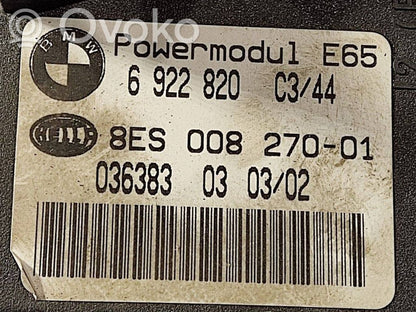 Ovoko
BMW
Powermodul E65
6 922 820 C3/44
HELLA
8ES 008 270-01
036383 03 03/02